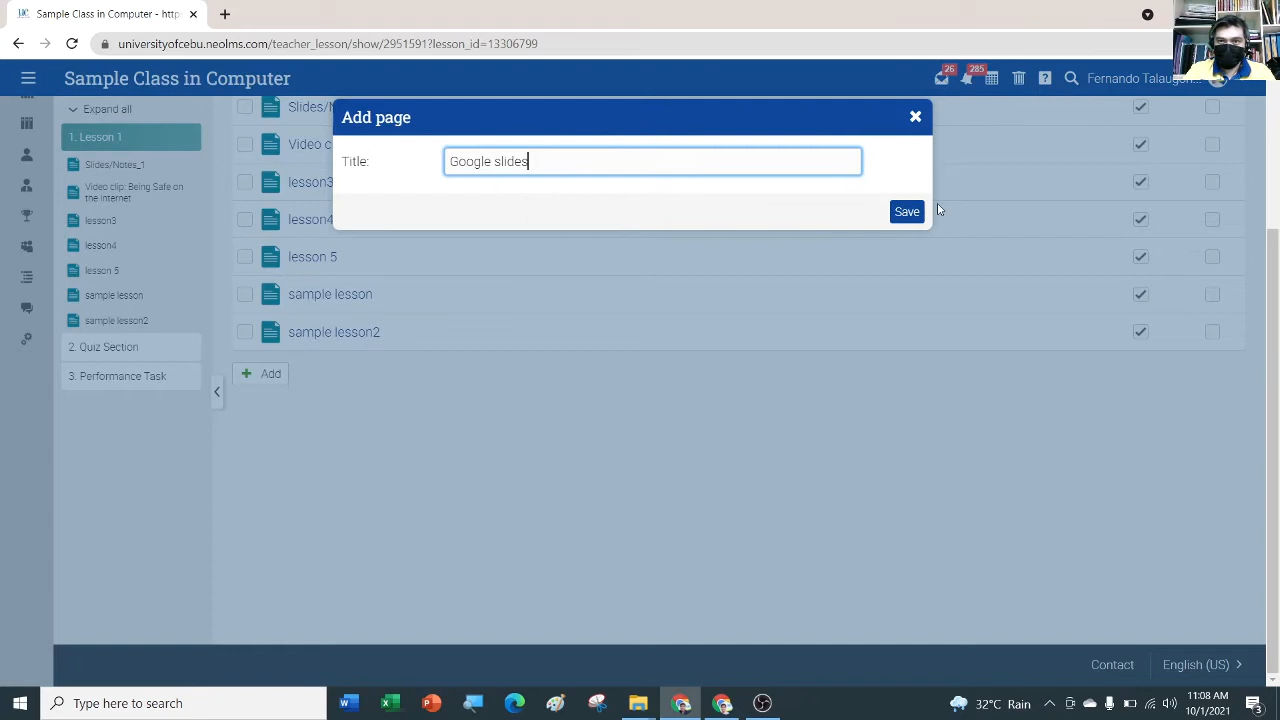 Sample Class in Computer - http
universityofcebu.neolms.com/teacher_lesson/show/2951591?lesson_id=
Sample Class in Computer
26
285
Fernando Talaugon...
Expand all
1. Lesson 1
Slides/Notes_1
Video clip: Being Safe on
the Internet
lesson3
lesson4
lesson 5
sample lesson
sample lesson2
2. Quiz Section
3. Performance Task
Add page
Title:
Google slides
Save
Slides/N
Video c
lesson3
lesson4
lesson 5
sample lesson
sample lesson2
Add
Contact
English (US)
Type here to search
32°C Rain
11:08 AM
10/1/2021
3